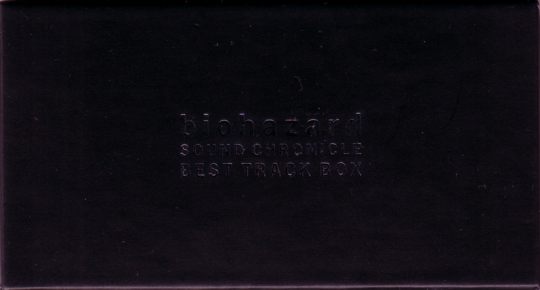 biohazard
SOUND CHRONICLE
BEST TRACK BOX